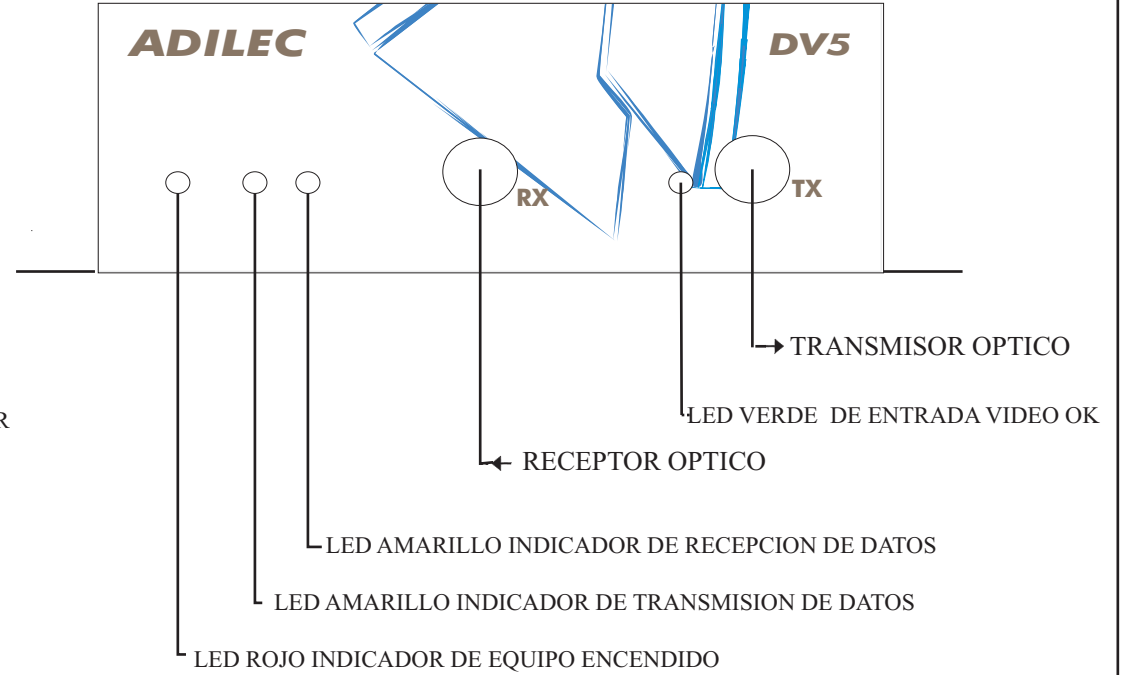 ADILEC
DV5
RX
TX
TRANSMISOR OPTICO
LED VERDE DE ENTRADA VIDEO OK
R
RECEPTOR OPTICO
LED AMARILLO INDICADOR DE RECEPCION DE DATOS
LED AMARILLO INDICADOR DE TRANSMISION DE DATOS
LED ROJO INDICADOR DE EQUIPO ENCENDIDO